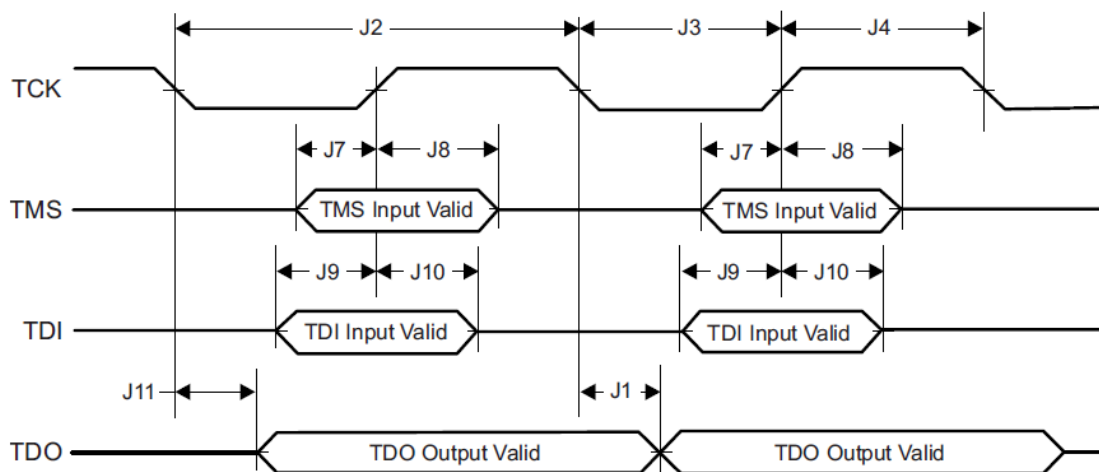 J2 J3 J4
TCK
J7 J8 J7 J8
TMS TMS Input Valid TMS Input Valid
J9 J10 J9 J10
TDI TDI Input Valid TDI Input Valid
J11 J1
TDO TDO Output Valid TDO Output Valid